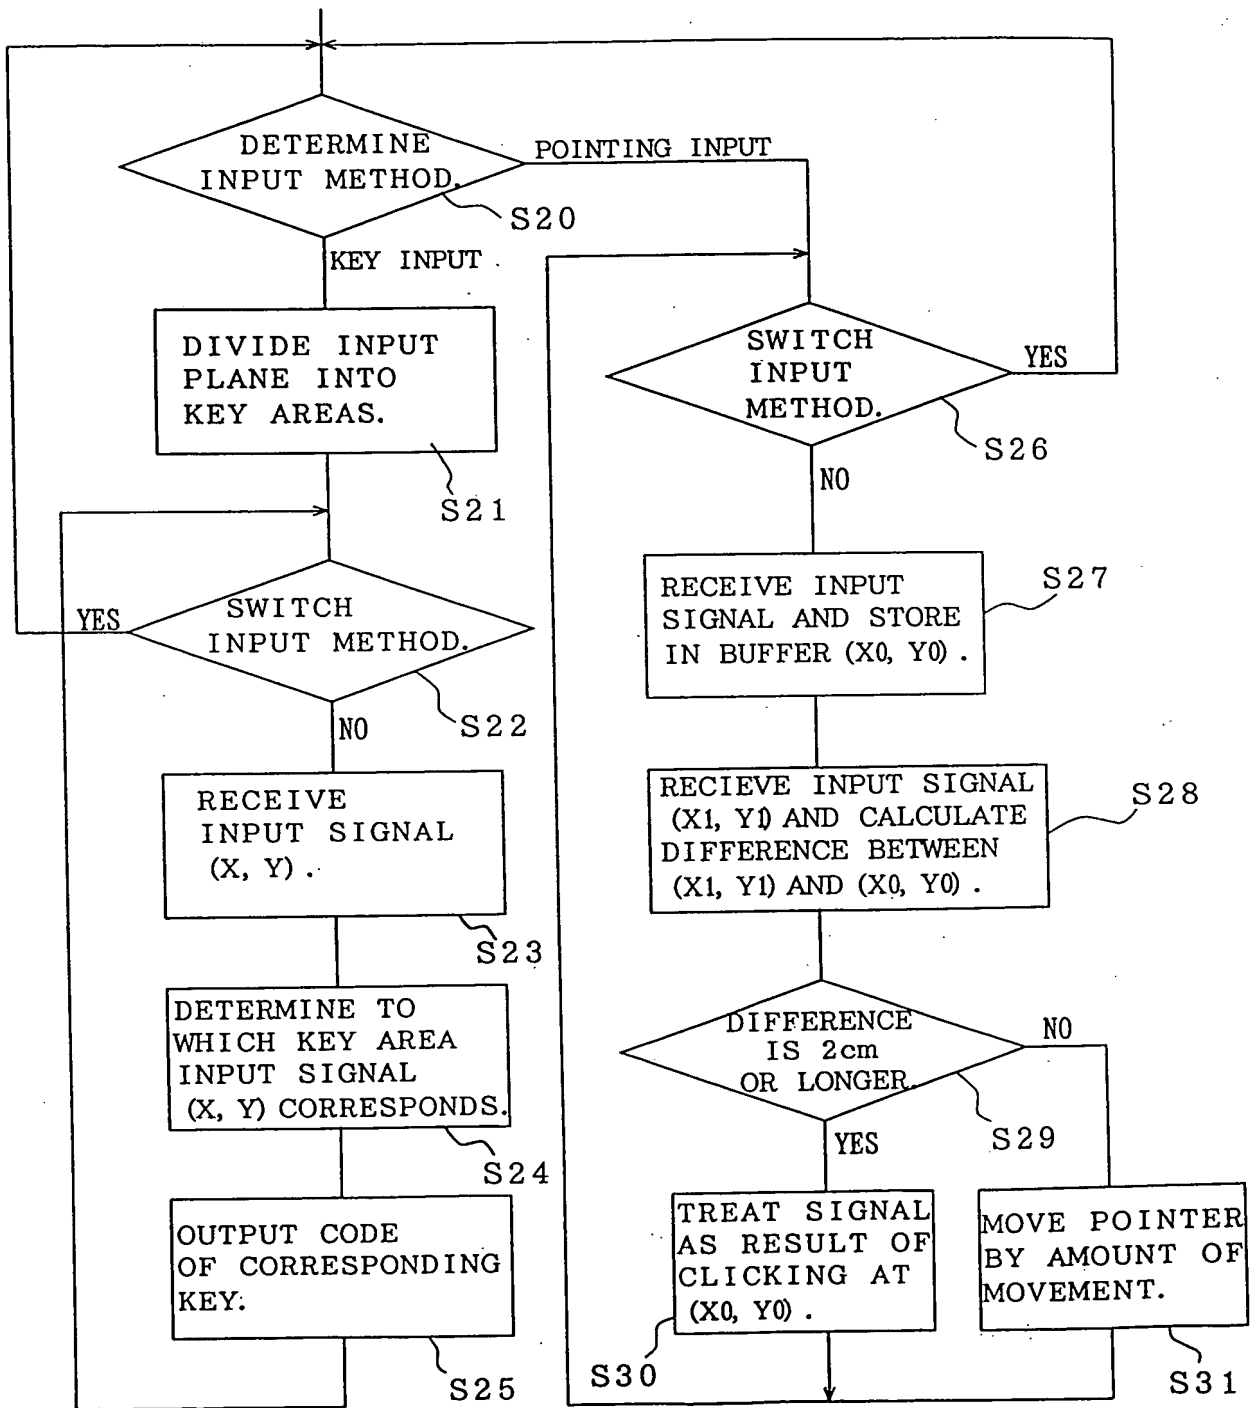 DETERMINE
INPUT METHOD.
POINTING INPUT
S20
KEY INPUT
DIVIDE INPUT
PLANE INTO
KEY AREAS.
S21
YES
SWITCH
INPUT METHOD.
S22
NO
RECEIVE
INPUT SIGNAL
(X, Y) .
S23
DETERMINE TO
WHICH KEY AREA
INPUT SIGNAL
(X, Y) CORRESPONDS.
S24
OUTPUT CODE
OF CORRESPONDING
KEY.
S25
SWITCH
INPUT
METHOD.
YES
S26
NO
RECEIVE INPUT
SIGNAL AND STORE
IN BUFFER (X0, Y0) .
S27
RECIEVE INPUT SIGNAL
(X1, Y1) AND CALCULATE
DIFFERENCE BETWEEN
(X1, Y1) AND (X0, Y0) .
S28
DIFFERENCE
IS 2cm
OR LONGER.
NO
S29
YES
TREAT SIGNAL
AS RESULT OF
CLICKING AT
(X0, Y0) .
S30
MOVE POINTER
BY AMOUNT OF
MOVEMENT.
S31